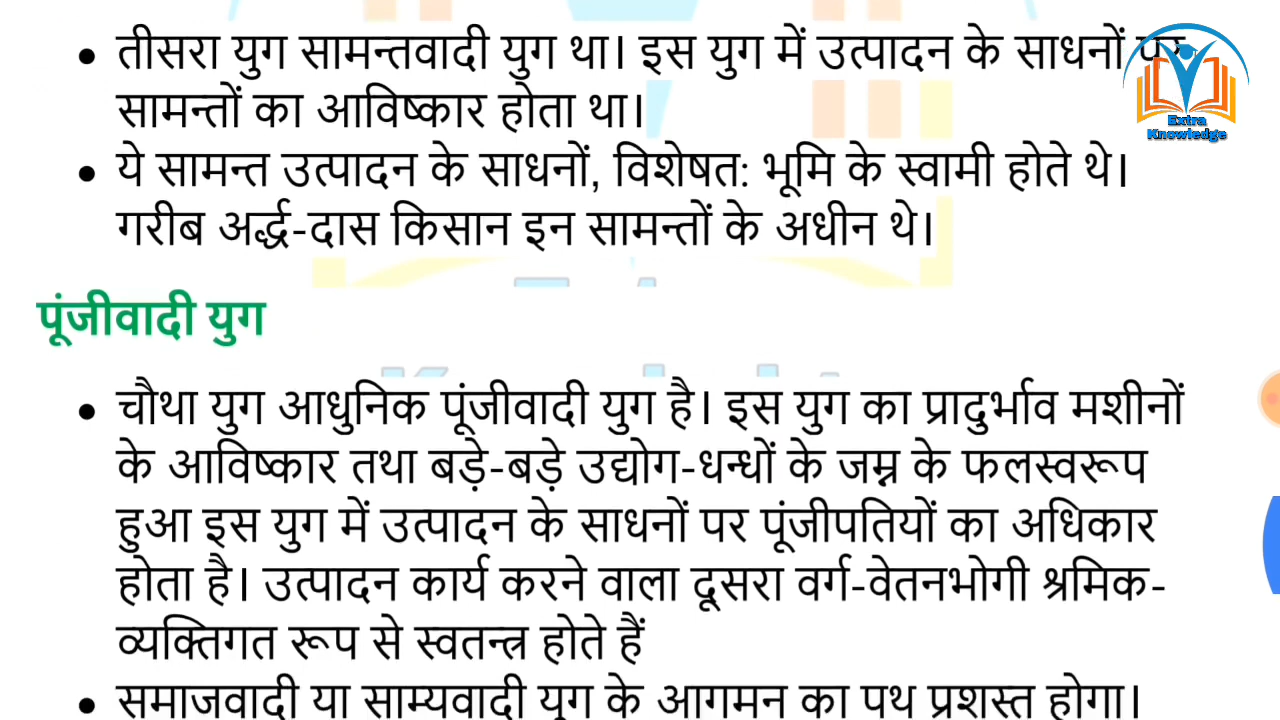 • तीसरा युग सामन्तवादी युग था। इस युग में उत्पादन के साधनों पर
सामन्तों का आविष्कार होता था।
• ये सामन्त उत्पादन के साधनों, विशेषत: भूमि के स्वामी होते थे।
गरीब अर्द्ध-दास किसान इन सामन्तों के अधीन थे।
पूंजीवादी युग
• चौथा युग आधुनिक पूंजीवादी युग है। इस युग का प्रादुर्भाव मशीनों
के आविष्कार तथा बड़े-बड़े उद्योग-धन्धों के जम्न के फलस्वरूप
हुआ इस युग में उत्पादन के साधनों पर पूंजीपतियों का अधिकार
होता है। उत्पादन कार्य करने वाला दूसरा वर्ग-वेतनभोगी श्रमिक-
व्यक्तिगत रूप से स्वतन्त्र होते हैं
• समाजवादी या साम्यवादी युग के आगमन का पथ प्रशस्त होगा।
Extra
Knowledge